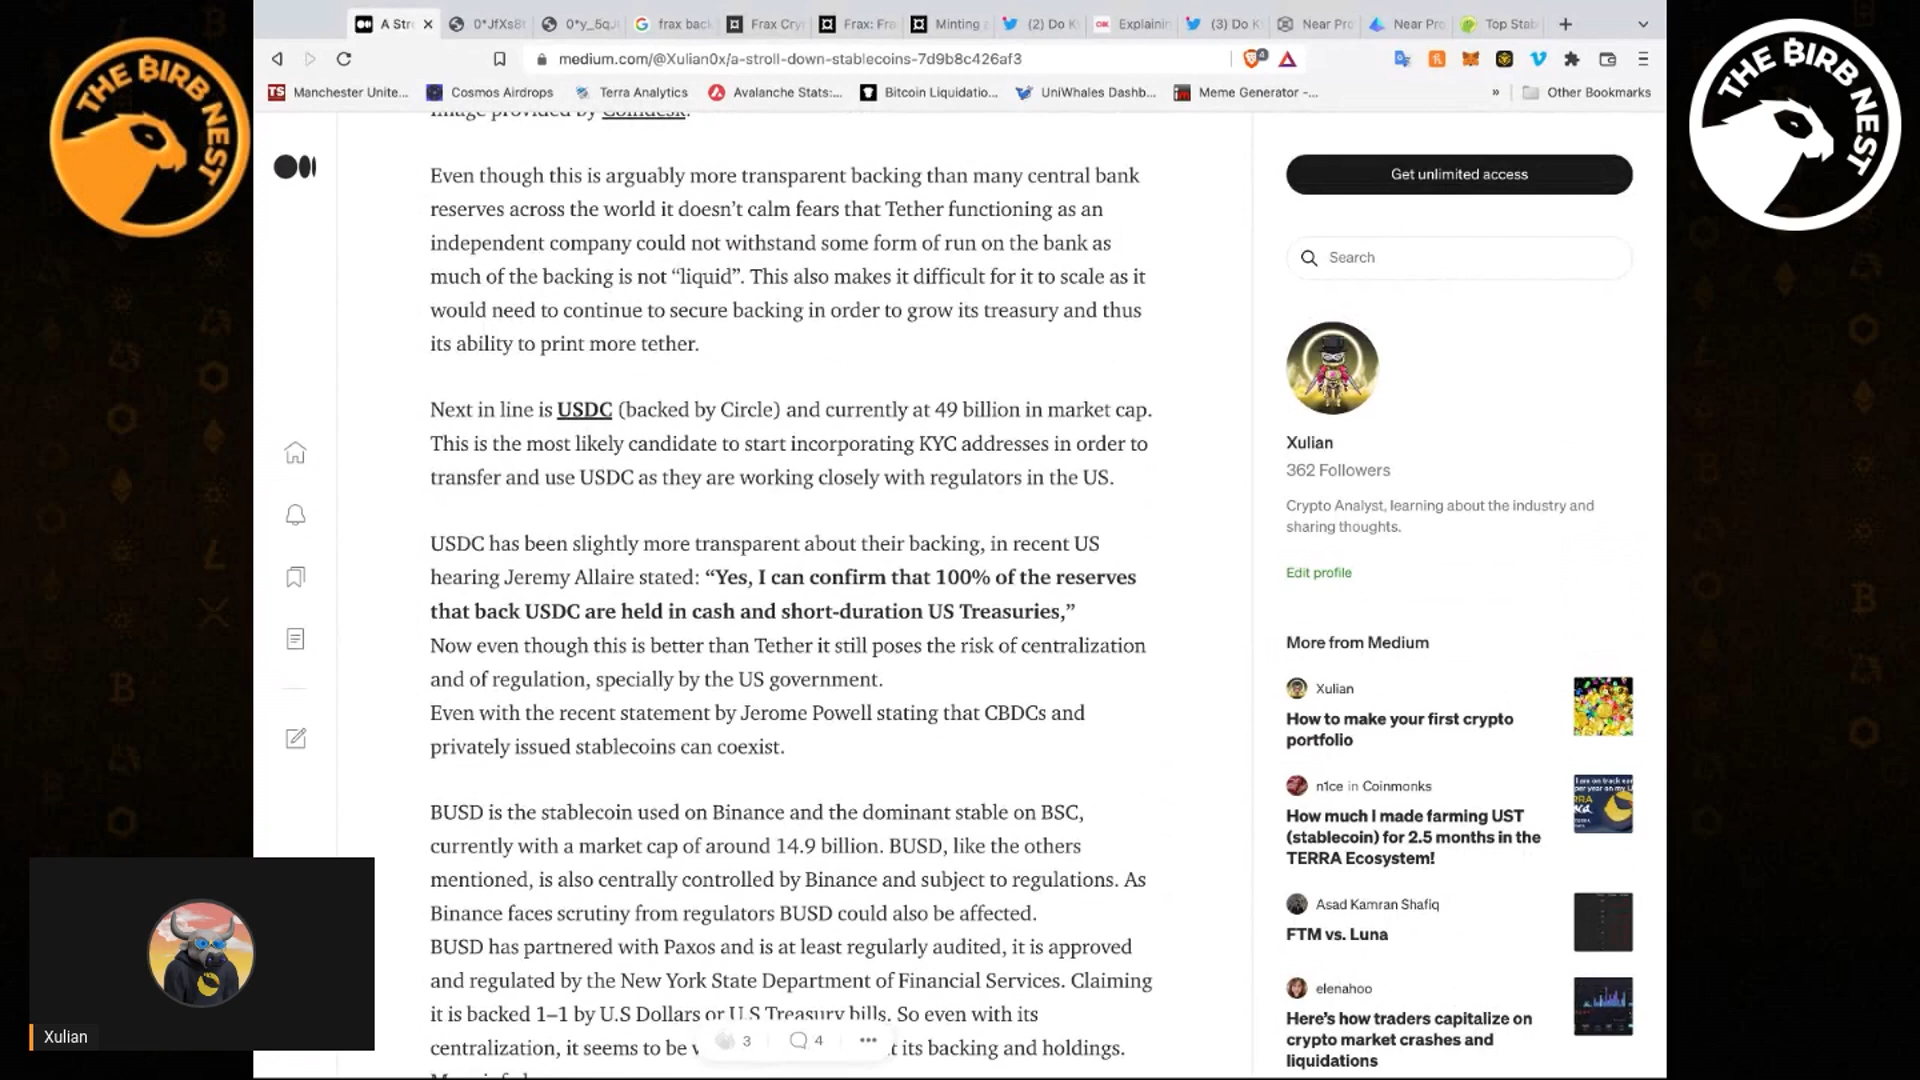 THE BIRB NEST
THE BIRB NEST
A Str
0*JfXs8t
0*y_5qJ
frax back
Frax Cry
Frax: Fra
Minting
(2) Do K
Explainin
(3) Do K
Near Pro
Near Pro
Top Stab
medium.com/@Xulian0x/a-stroll-down-stablecoins-7d9b8c426af3
4
TS Manchester Unite...
Cosmos Airdrops
Terra Analytics
Avalanche Stats:...
Bitcoin Liquidatio...
UniWhales Dashb...
Meme Generator -...
»
Other Bookmarks
Image provided by Coindesk.
Even though this is arguably more transparent backing than many central bank
reserves across the world it doesn’t calm fears that Tether functioning as an
independent company could not withstand some form of run on the bank as
much of the backing is not “liquid”. This also makes it difficult for it to scale as it
would need to continue to secure backing in order to grow its treasury and thus
its ability to print more tether.
Next in line is USDC (backed by Circle) and currently at 49 billion in market cap.
This is the most likely candidate to start incorporating KYC addresses in order to
transfer and use USDC as they are working closely with regulators in the US.
USDC has been slightly more transparent about their backing, in recent US
hearing Jeremy Allaire stated: “Yes, I can confirm that 100% of the reserves
that back USDC are held in cash and short-duration US Treasuries,”
Now even though this is better than Tether it still poses the risk of centralization
and of regulation, specially by the US government.
Even with the recent statement by Jerome Powell stating that CBDCs and
privately issued stablecoins can coexist.
BUSD is the stablecoin used on Binance and the dominant stable on BSC,
currently with a market cap of around 14.9 billion. BUSD, like the others
mentioned, is also centrally controlled by Binance and subject to regulations. As
Binance faces scrutiny from regulators BUSD could also be affected.
BUSD has partnered with Paxos and is at least regularly audited, it is approved
and regulated by the New York State Department of Financial Services. Claiming
it is backed 1–1 by U.S Dollars or U.S Treasury bills. So even with its
centralization, it seems to be its backing and holdings.
3
4
Get unlimited access
Search
Xulian
362 Followers
Crypto Analyst, learning about the industry and
sharing thoughts.
Edit profile
More from Medium
Xulian
How to make your first crypto
portfolio
n1ce in Coinmonks
How much I made farming UST
(stablecoin) for 2.5 months in the
TERRA Ecosystem!
Asad Kamran Shafiq
FTM vs. Luna
elenahoo
Here’s how traders capitalize on
crypto market crashes and
liquidations
Xulian